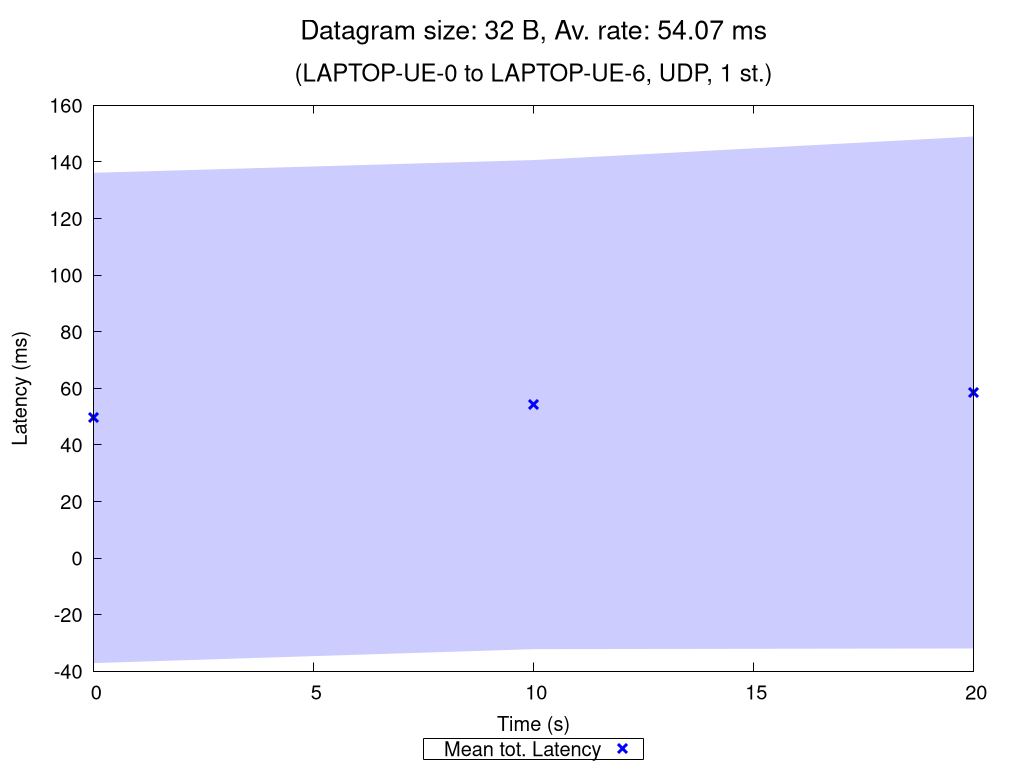 Datagram size: 32 B, Av. rate: 54.07 ms
(LAPTOP-UE-0 to LAPTOP-UE-6, UDP, 1 st.)
160
140
120
100
80
60
40
20
0
-20
-40
Latency (ms)
0 5 10 15 20
Time (s)
Mean tot. Latency